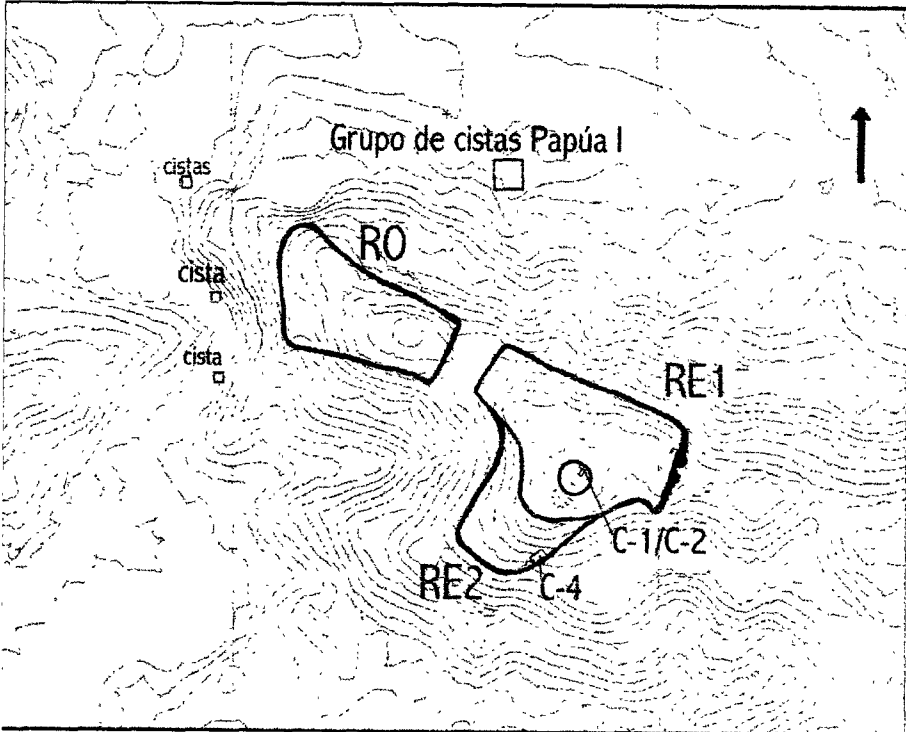 Grupo de cistas Papúa I
cistas
RO
cista
cista
RE1
C-1/C-2
RE2
C-4